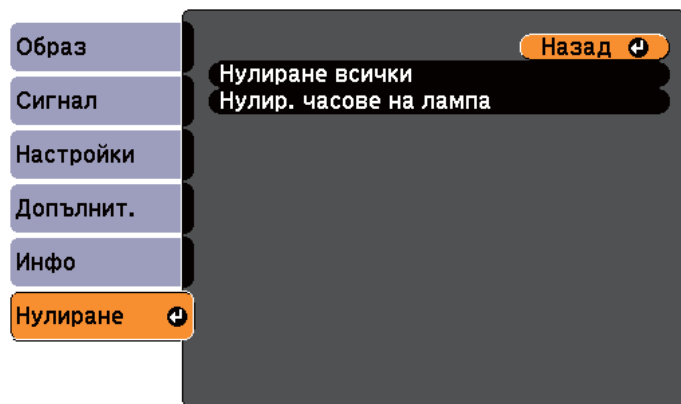 Образ
Сигнал
Настройки
Допълнит.
Инфо
Нулиране
Назад
Нулиране всички
Нулир. часове на лампа